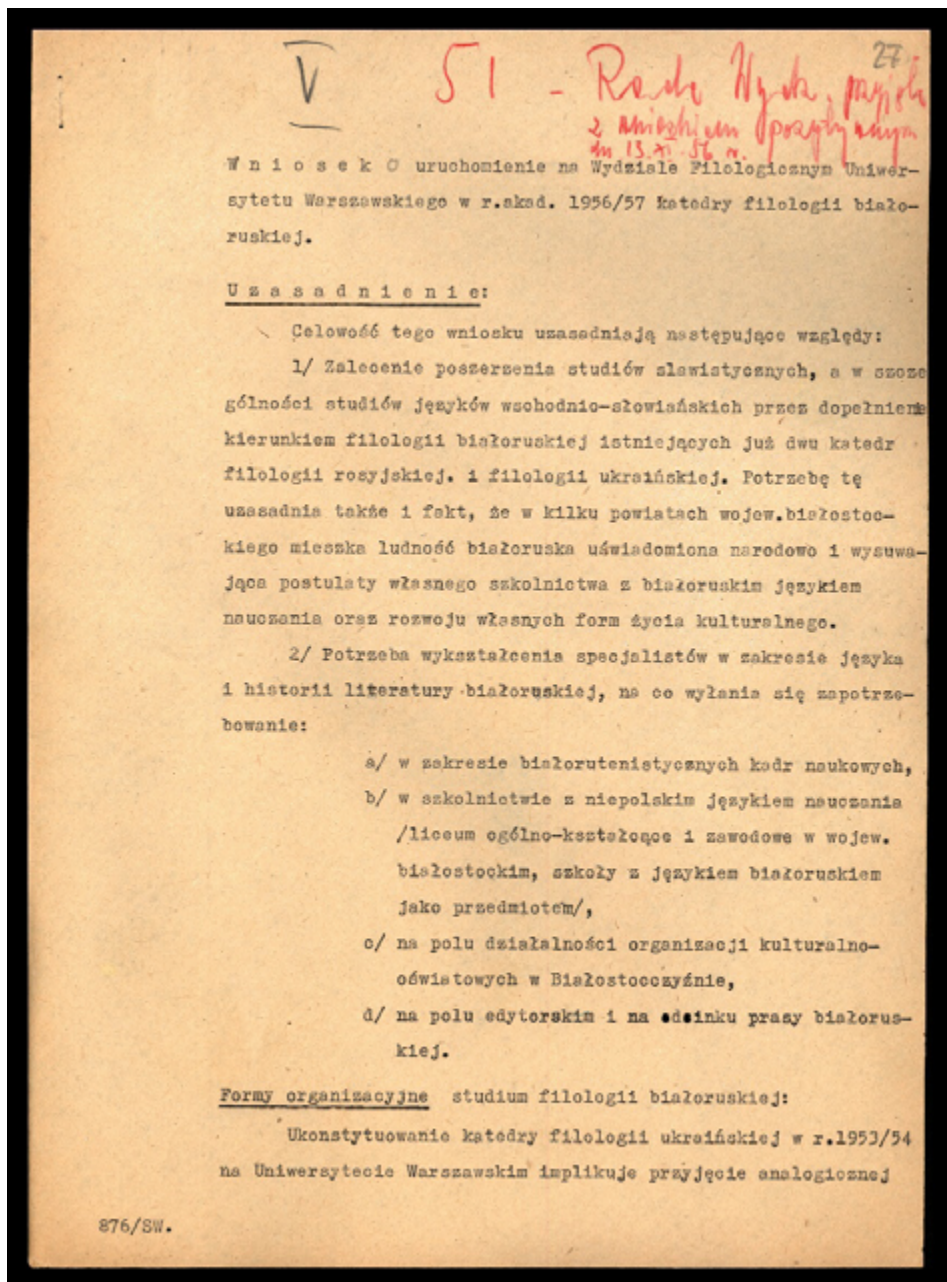 27
V 51 - Rada Wydz. przyjęła
z wnioskiem pozytywnym
dn 13.XI.56 r.
W n i o s e k O uruchomienie na Wydziale Filologicznym Uniwer-
sytetu Warszawskiego w r.akad. 1956/57 katedry filologii biało-
ruskiej.
U z a s a d n i e n i e:
Celowość tego wniosku uzasadniają następujące względy:
1/ Zalecenie poszerzenia studiów slawistycznych, a w szcze
gólności studiów języków wschodnio-słowiańskich przez dopełnienie
kierunkiem filologii białoruskiej istniejących już dwu katedr
filologii rosyjskiej. i filologii ukraińskiej. Potrzebę tę
uzasadnia także i fakt, że w kilku powiatach wojew.białostoc-
kiego mieszka ludność białoruska uświadomiona narodowo i wysuwa-
jąca postulaty własnego szkolnictwa z białoruskim językiem
nauczania oraz rozwoju własnych form życia kulturalnego.
2/ Potrzeba wykształcenia specjalistów w zakresie języka
i historii literatury białoruskiej, na co wyłania się zapotrze-
bowanie:
a/ w zakresie białorutenistycznych kadr naukowych,
b/ w szkolnictwie z niepolskim językiem nauczania
/liceum ogólno-kształcące i zawodowe w wojew.
białostockim, szkoły z językiem białoruskiem
jako przedmiotem/,
c/ na polu działalności organizacji kulturalno-
oświatowych w Białostocczyźnie,
d/ na polu edytorskim i na odcinku prasy białorus-
kiej.
Formy organizacyjne studium filologii białoruskiej:
Ukonstytuowanie katedry filologii ukraińskiej w r.1953/54
na Uniwersytecie Warszawskim implikuje przyjęcie analogicznej
876/SW.